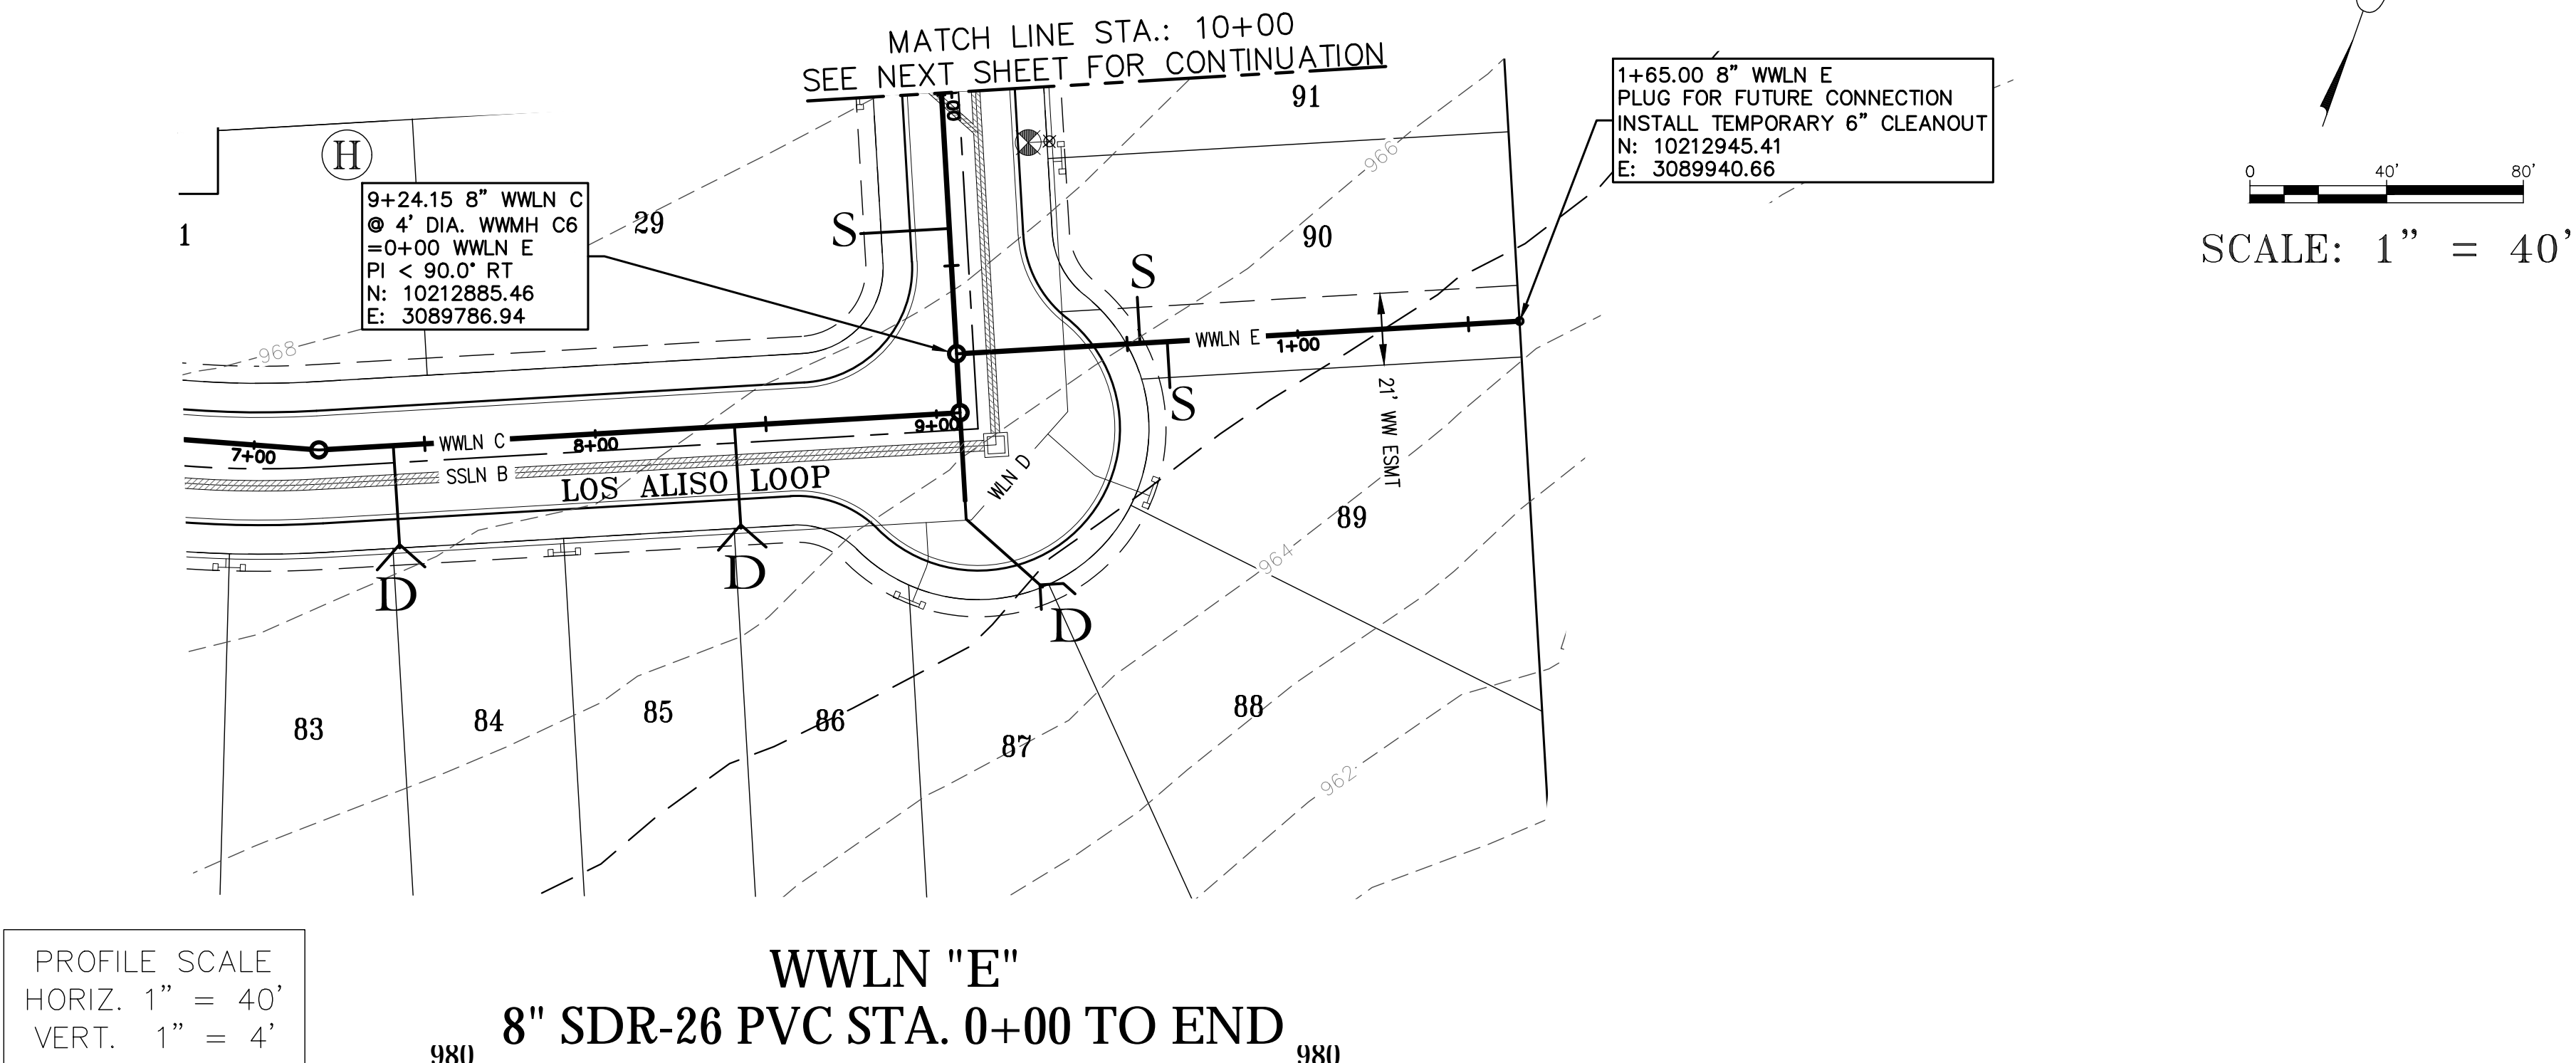 MATCH LINE STA.: 10+00
SEE NEXT SHEET FOR CONTINUATION
1+65.00 8" WWLN E
PLUG FOR FUTURE CONNECTION
INSTALL TEMPORARY 6" CLEANOUT
N: 10212945.41
E: 3089940.66
0 40' 80'
SCALE: 1" = 40'
H
9+24.15 8" WWLN C
@ 4' DIA. WWMH C6
=0+00 WWLN E
PI < 90.0° RT
N: 10212885.46
E: 3089786.94
1
29
91
966
90
S
S
S
WWLN E
1+00
21' WW ESMT
968
7+00
WWLN C
8+00
9+00
SSLN B
LOS ALISO LOOP
WLN D
D
D
D
89
964
83
84
85
86
87
88
962
PROFILE SCALE
HORIZ. 1" = 40'
VERT. 1" = 4'
WWLN "E"
8" SDR-26 PVC STA. 0+00 TO END
980
980